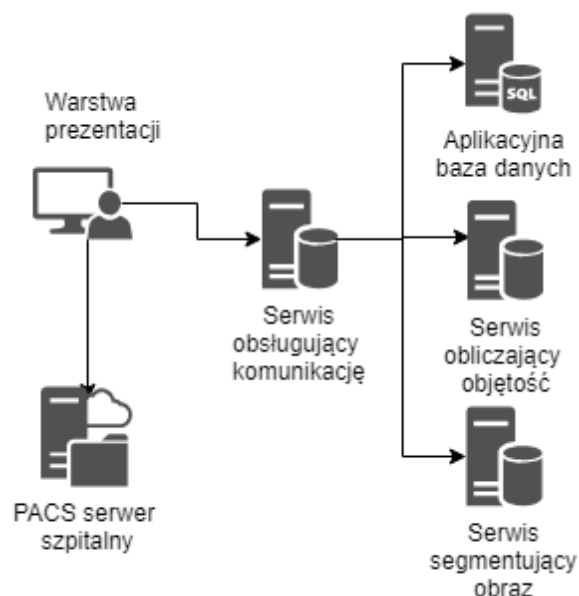 Warstwa
prezentacji
SQL
Aplikacyjna
baza danych
Serwis
obsługujący
komunikację
Serwis
obliczający
objętość
PACS serwer
szpitalny
Serwis
segmentujący
obraz